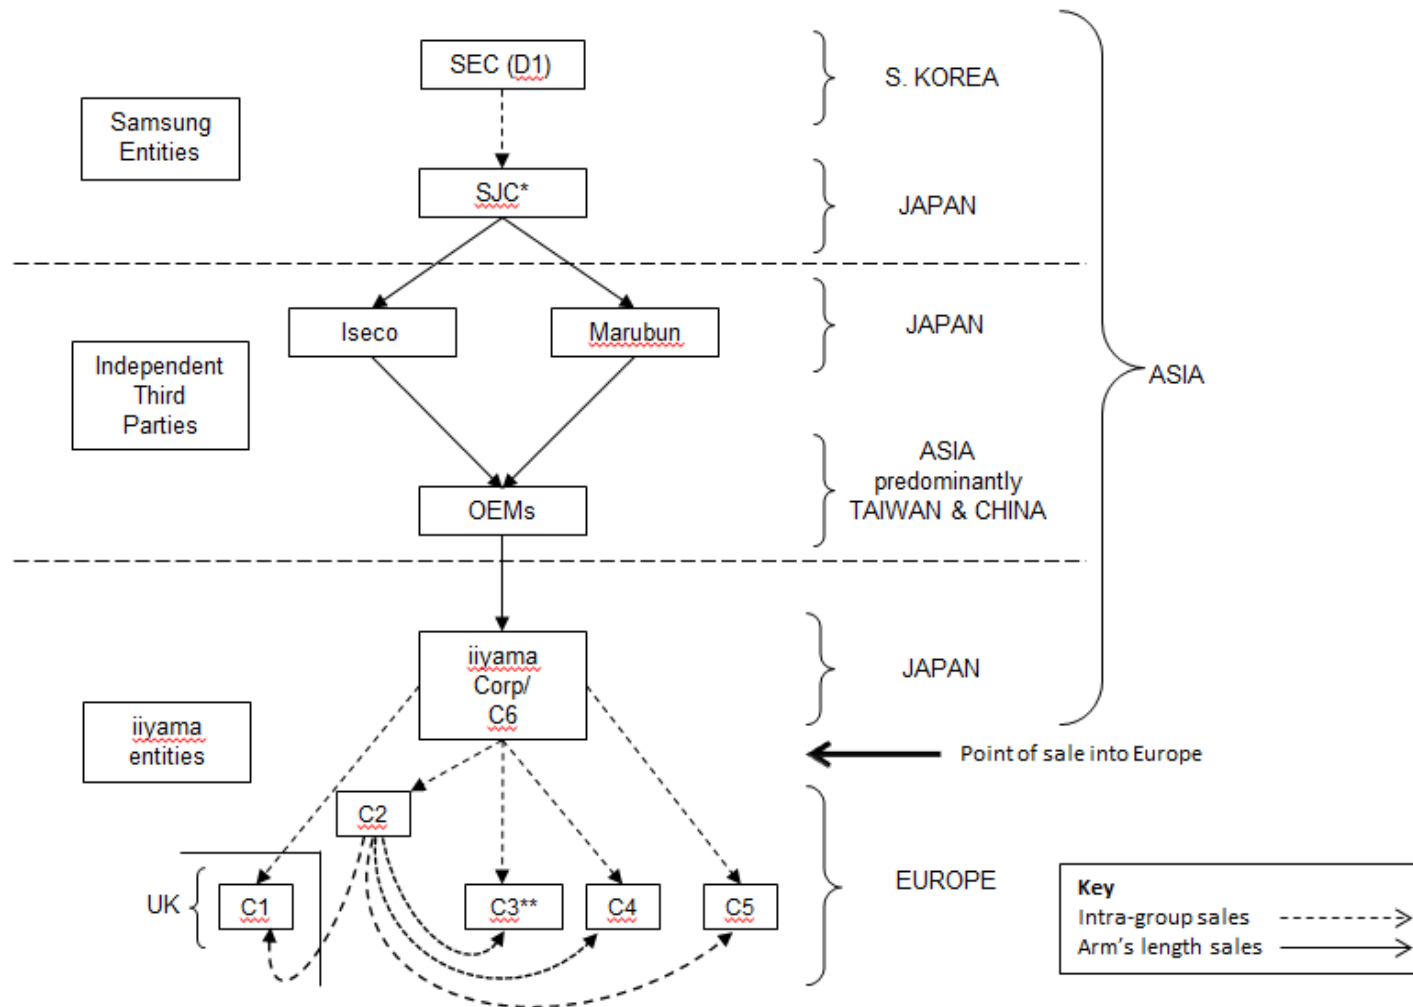 SEC (D1)
S. KOREA
Samsung
Entities
SJC*
JAPAN
Iseco
Marubun
JAPAN
Independent
Third
Parties
ASIA
ASIA
predominantly
TAIWAN & CHINA
OEMs
iiyama
Corp/
C6
JAPAN
iiyama
entities
Point of sale into Europe
C2
EUROPE
UK
C1
C3**
C4
C5
Key
Intra-group sales
Arm's length sales